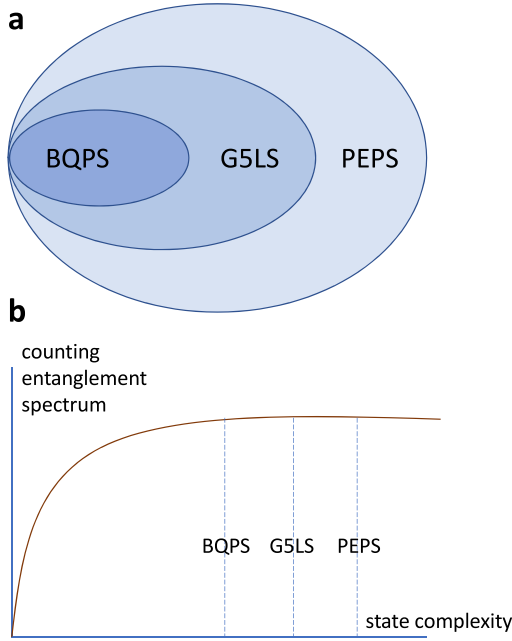 a
BQPS G5LS PEPS
b
counting
entanglement
spectrum
BQPS G5LS PEPS
state complexity